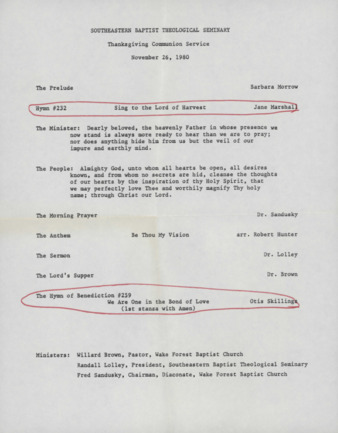 SOUTHEASTERN BAPTIST THEOLOGICAL SEMINARY
Thanksgiving Communion Service
November 26, 1980
The Prelude Barbara Morrow
Hymn #232 Sing to the Lord of Harvest Jane Marshall
The Minister: Dearly beloved, the heavenly Father in whose presence we
now stand is always more ready to hear than we are to pray;
nor does anything hide him from us but the veil of our
impure and earthly mind.
The People: Almighty God, unto whom all hearts be open, all desires
known, and from whom no secrets are hid, cleanse the thoughts
of our hearts by the inspiration of thy Holy Spirit, that
we may perfectly love Thee and worthily magnify Thy holy
name; through Christ our Lord.
The Morning Prayer Dr. Sandusky
The Anthem Be Thou My Vision arr. Robert Hunter
The Sermon Dr. Lolley
The Lord's Supper Dr. Brown
The Hymn of Benediction #259
We Are One in the Bond of Love Otis Skillings
(1st stanza with Amen)
Ministers: Willard Brown, Pastor, Wake Forest Baptist Church
Randall Lolley, President, Southeastern Baptist Theological Seminary
Fred Sandusky, Chairman, Diaconate, Wake Forest Baptist Church